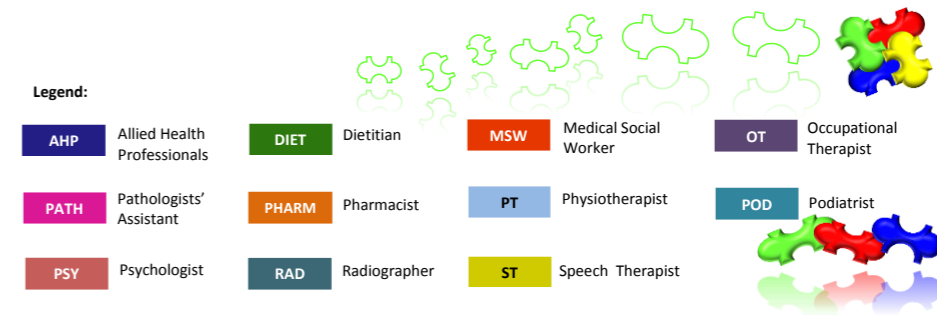 Legend:
AHP
Allied Health
Professionals
DIET
Dietitian
MSW
Medical Social
Worker
OT
Occupational
Therapist
PATH
Pathologists'
Assistant
PHARM
Pharmacist
PT
Physiotherapist
POD
Podiatrist
PSY
Psychologist
RAD
Radiographer
ST
Speech Therapist